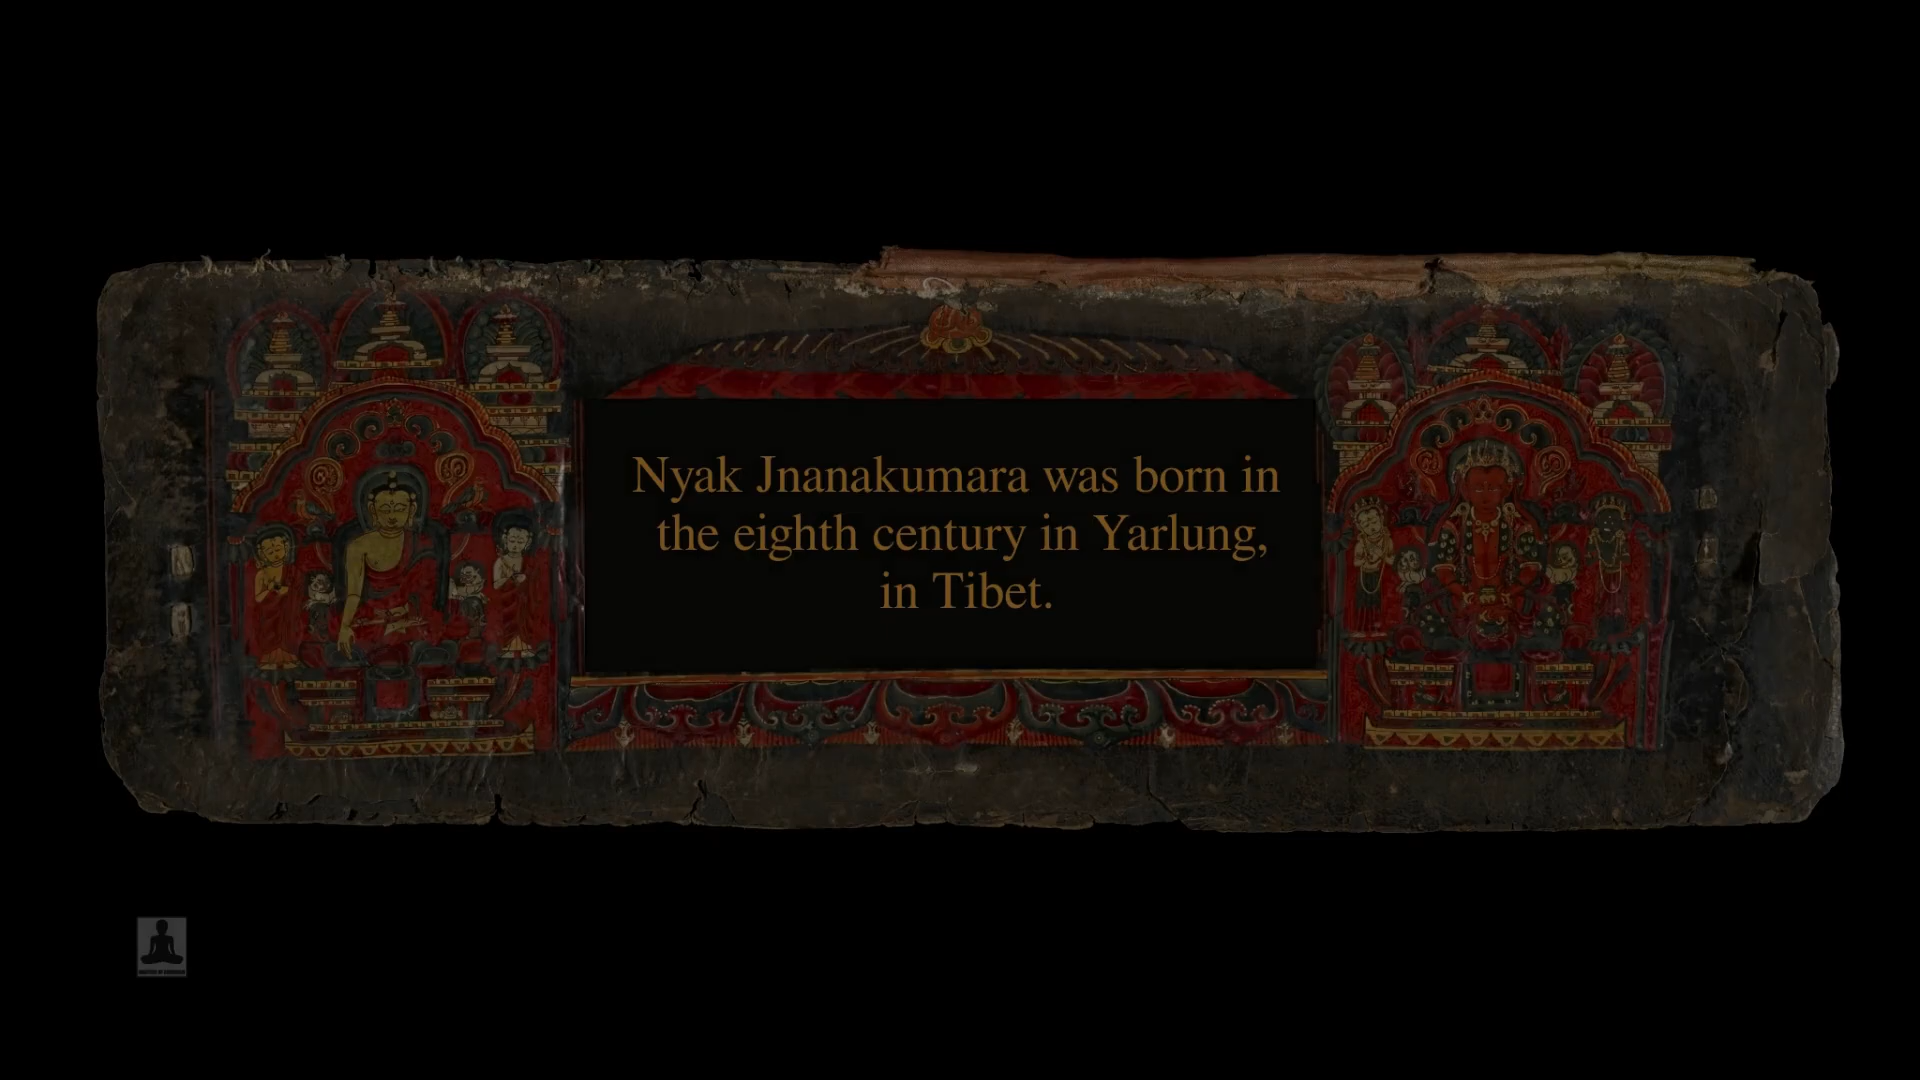 Nyak Jnanakumara was born in
the eighth century in Yarlung,
in Tibet.